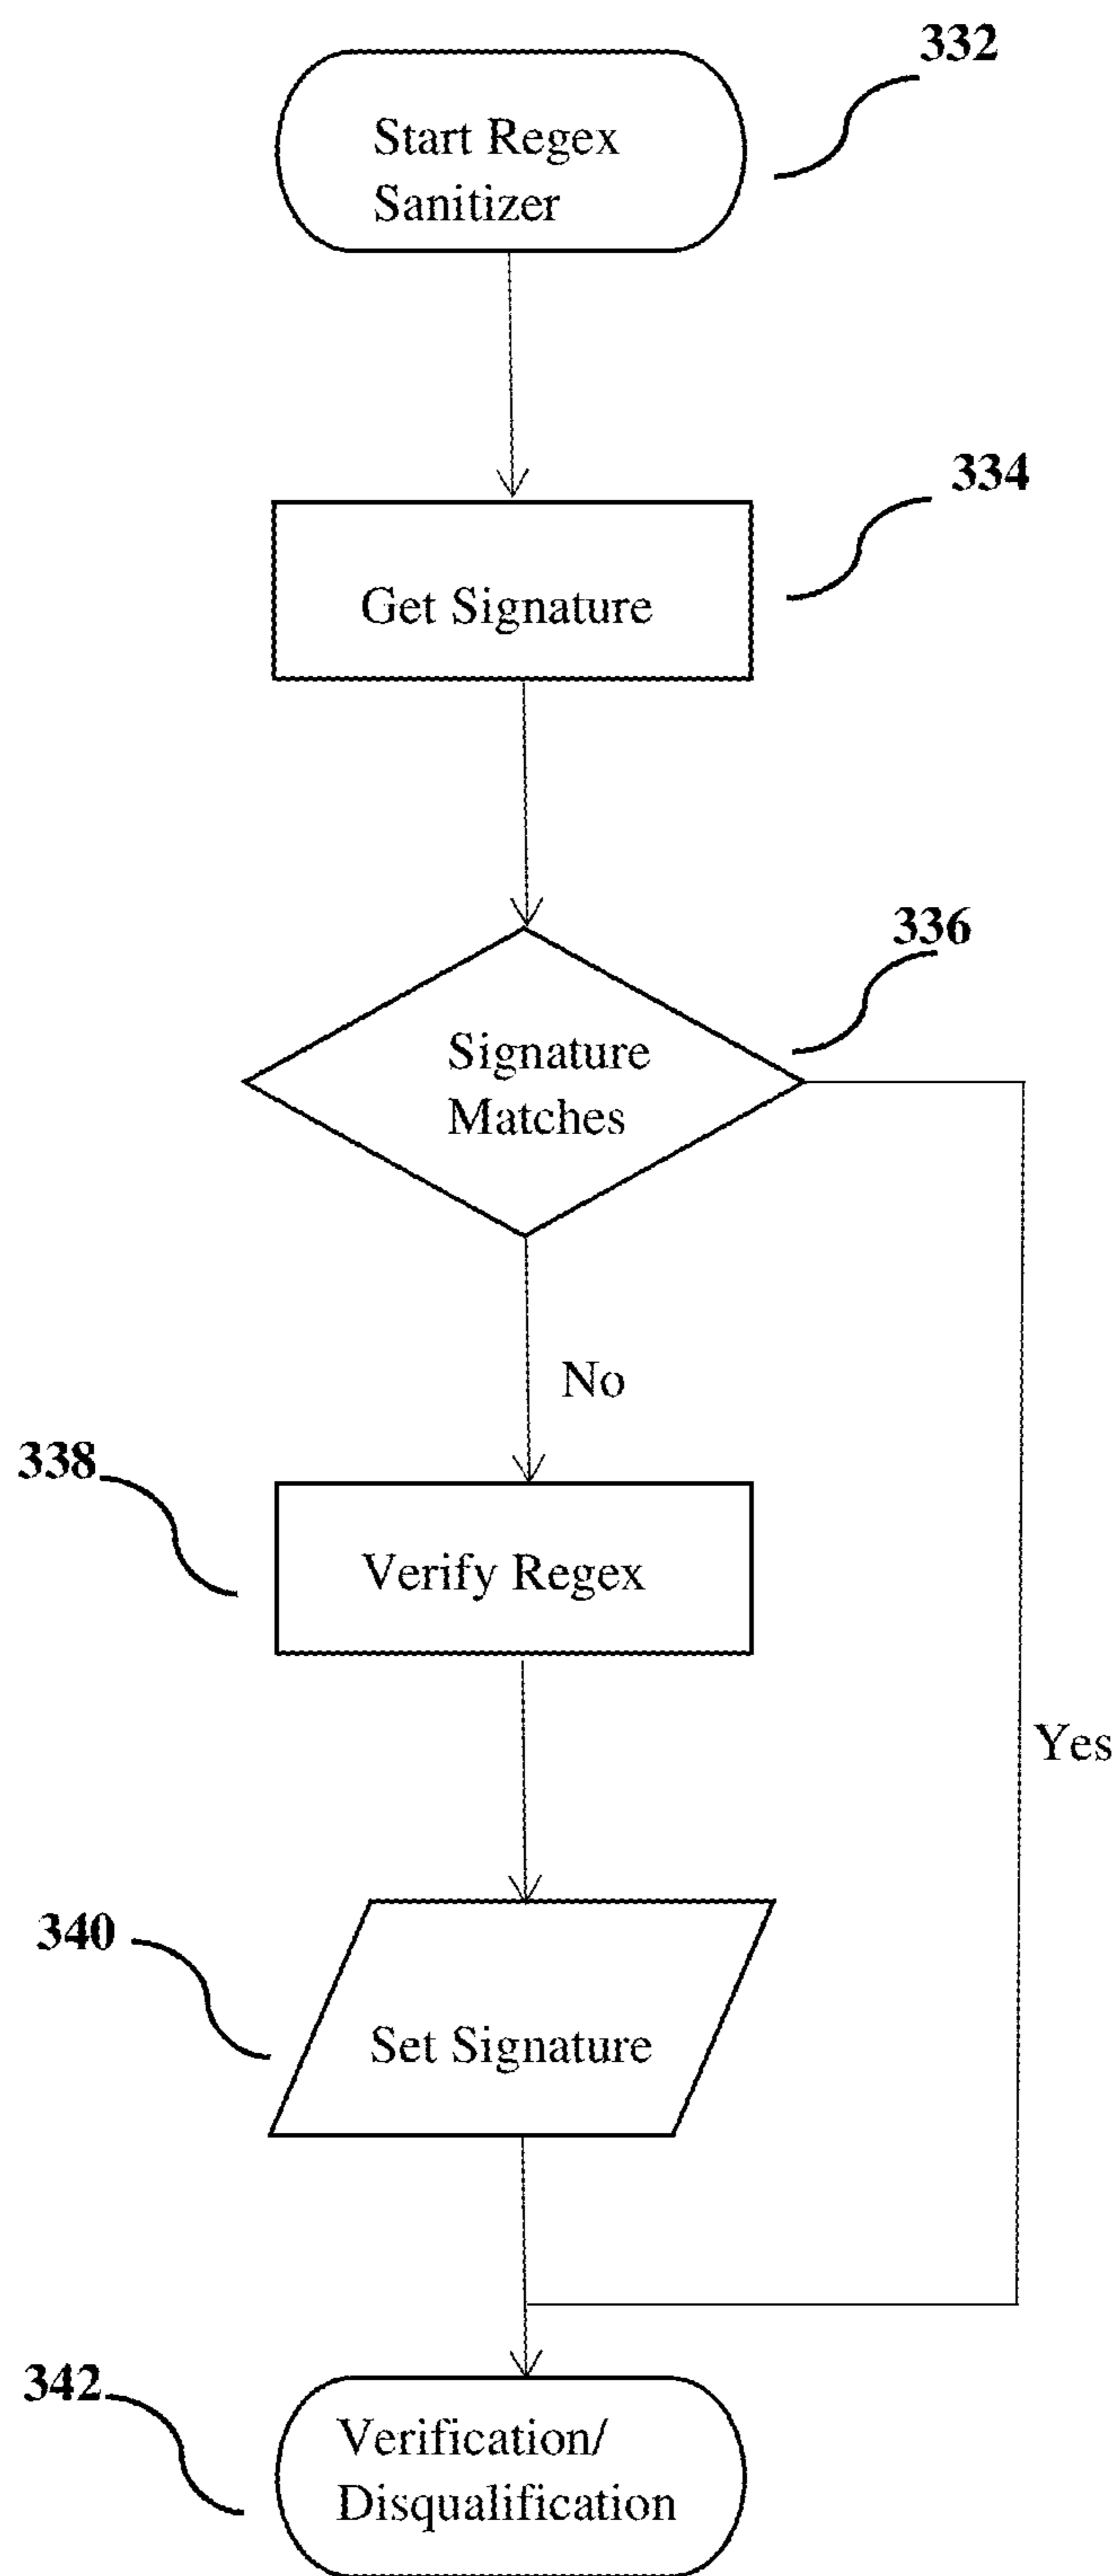 332
Start Regex
Sanitizer
334
Get Signature
336
Signature
Matches
No
338
Verify Regex
Yes
340
Set Signature
342
Verification/
Disqualification